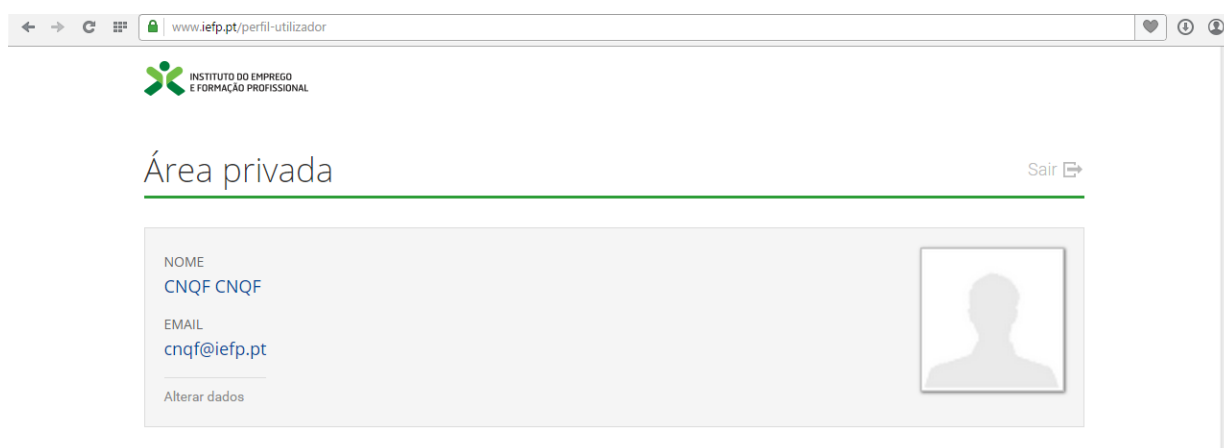 www.iefp.pt/perfil-utilizador
INSTITUTO DO EMPREGO
E FORMAÇÃO PROFISSIONAL
Área privada
Sair
NOME
CNQF CNQF
EMAIL
cnqf@iefp.pt
Alterar dados